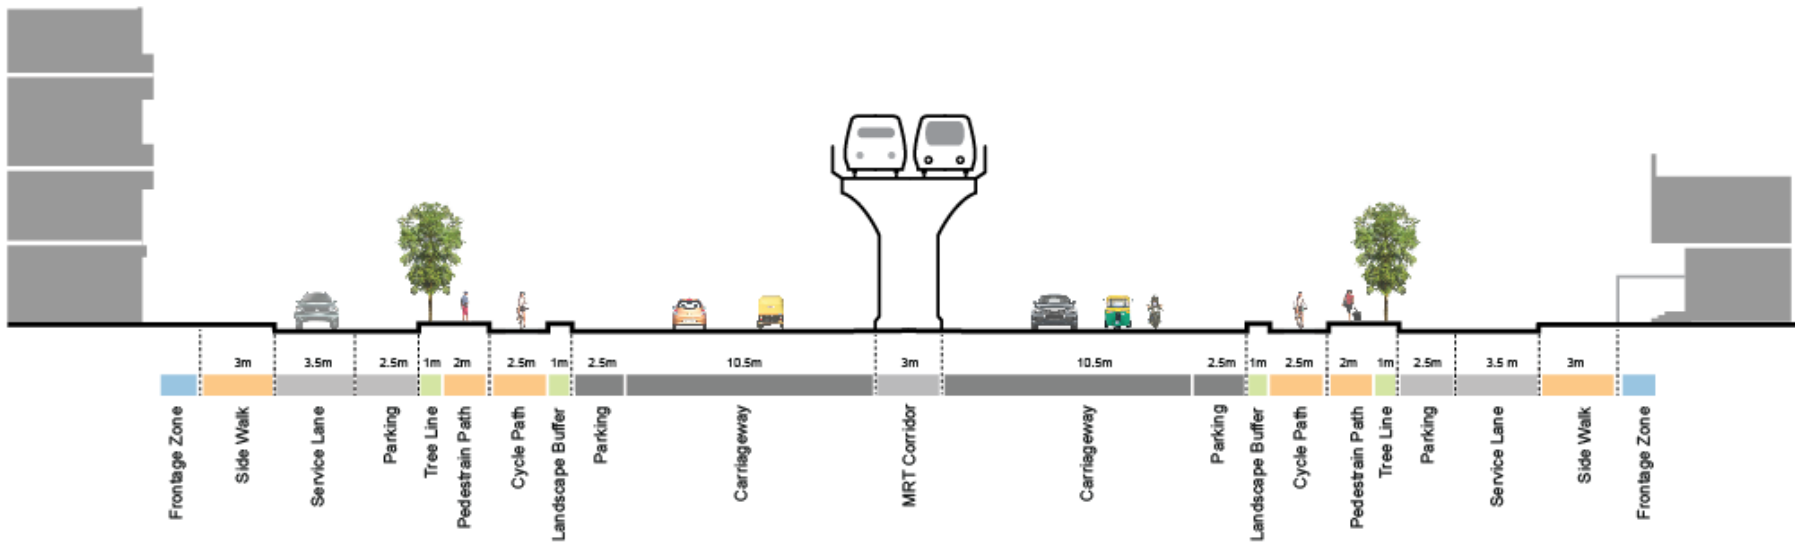 3m 3.5m 2.5m 1m 2m 2.5m 1m 2.5m 10.5m 3m 10.5m 2.5m 1m 2.5m 2m 1m 2.5m 3.5 m 3m
Frontage Zone
Side Walk
Service Lane
Parking
Tree Line
Pedestrain Path
Cycle Path
Landscape Buffer
Parking
Carriageway
MRT Corridor
Carriageway
Parking
Landscape Buffer
Cycle Path
Pedestrain Path
Tree Line
Parking
Service Lane
Side Walk
Frontage Zone